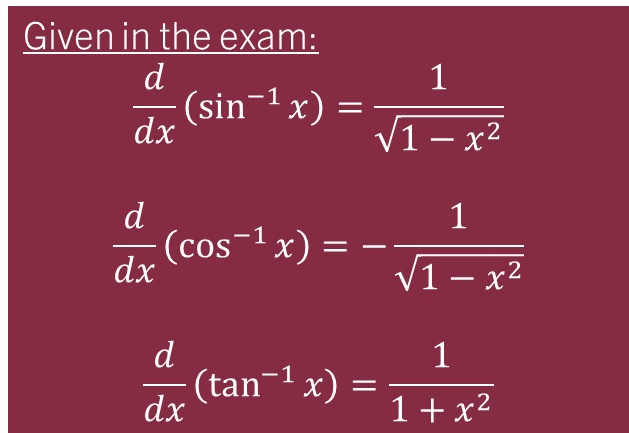 Given in the exam:
d/dx (sin⁻¹ x) = 1/√(1 − x²)
d/dx (cos⁻¹ x) = − 1/√(1 − x²)
d/dx (tan⁻¹ x) = 1/(1 + x²)